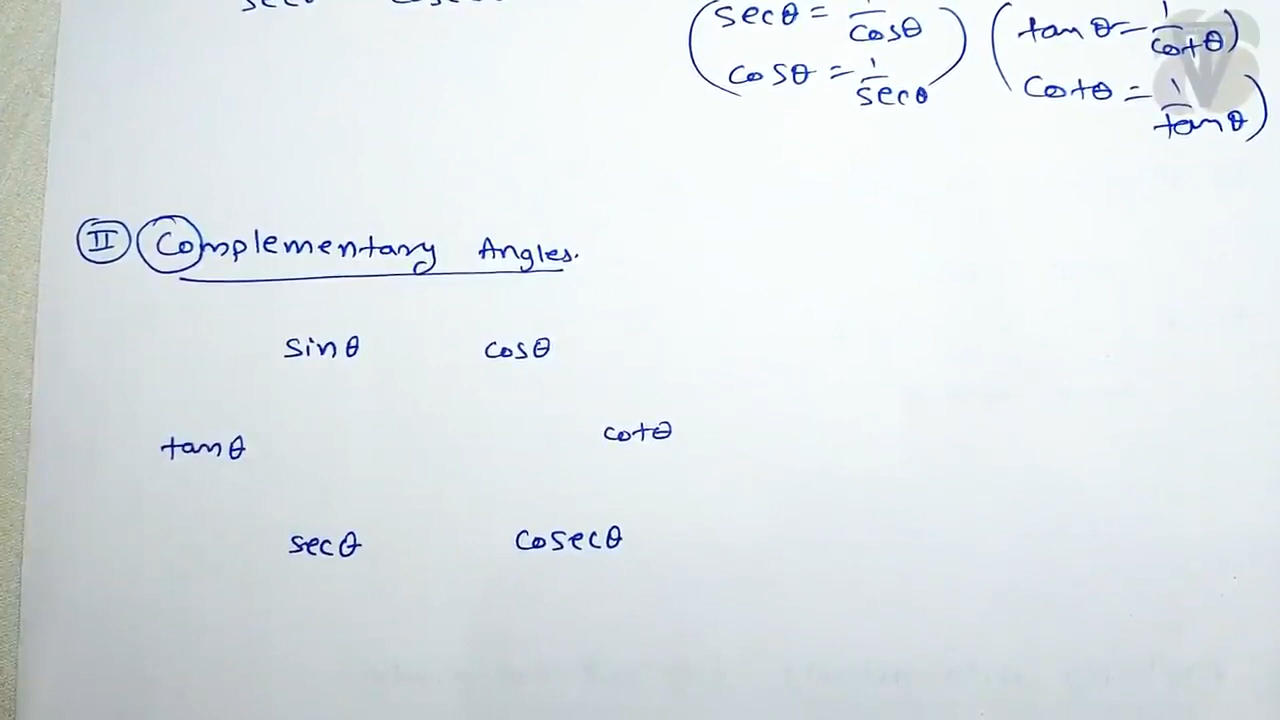 secθ = 1/cosθ
cosθ = 1/secθ
tanθ = 1/cotθ
cotθ = 1/tanθ
II Complementary Angles.
sinθ cosθ
tanθ cotθ
secθ cosecθ